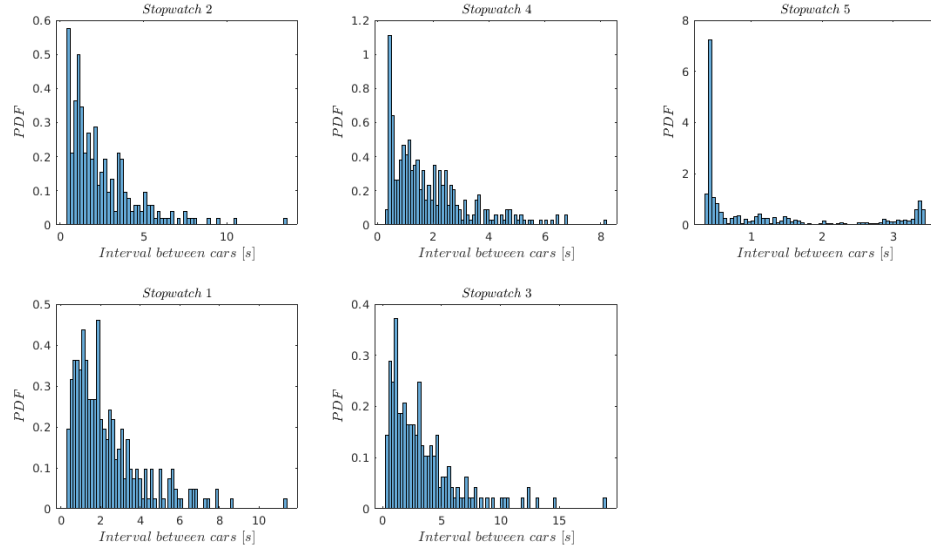 Stopwatch 2
PDF
0.6
0.5
0.4
0.3
0.2
0.1
0
0 5 10
Interval between cars [s]
Stopwatch 4
PDF
1.2
1
0.8
0.6
0.4
0.2
0
0 2 4 6 8
Interval between cars [s]
Stopwatch 5
PDF
8
6
4
2
0
1 2 3
Interval between cars [s]
Stopwatch 1
PDF
0.5
0.4
0.3
0.2
0.1
0
0 2 4 6 8 10
Interval between cars [s]
Stopwatch 3
PDF
0.4
0.3
0.2
0.1
0
0 5 10 15
Interval between cars [s]